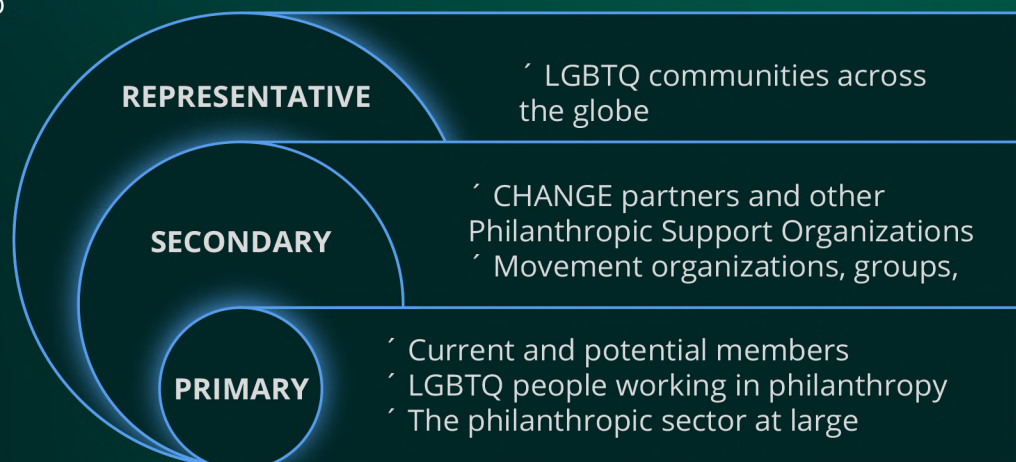 REPRESENTATIVE
´ LGBTQ communities across
the globe
SECONDARY
´ CHANGE partners and other
Philanthropic Support Organizations
´ Movement organizations, groups,
PRIMARY
´ Current and potential members
´ LGBTQ people working in philanthropy
´ The philanthropic sector at large